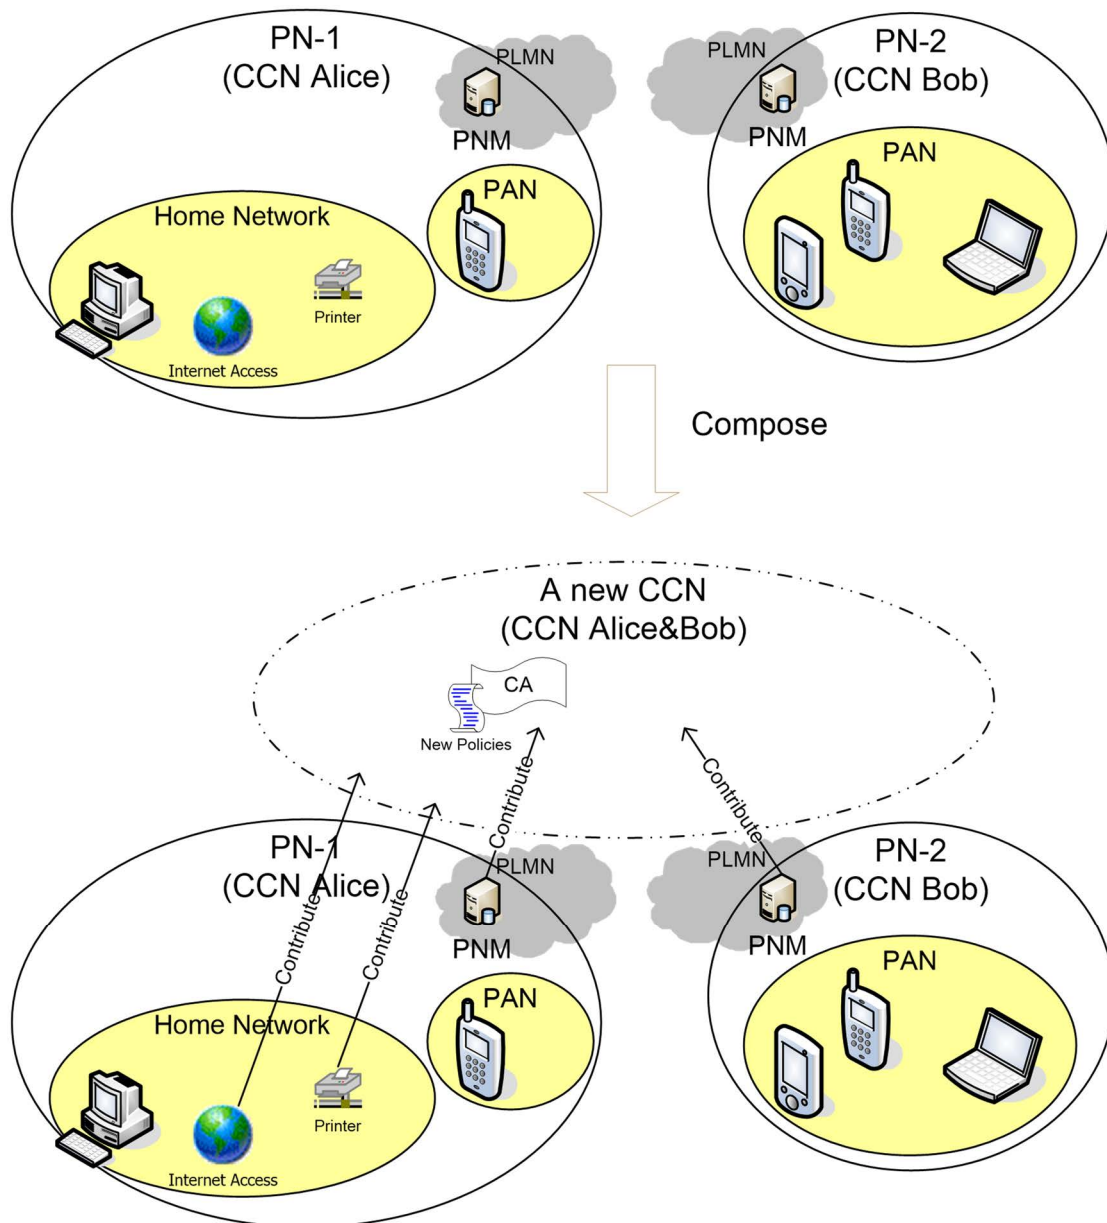 PN-1
(CCN Alice)
PLMN
PNM
PAN
Home Network
Printer
Internet Access
PLMN
PNM
PN-2
(CCN Bob)
PAN
Compose
A new CCN
(CCN Alice&Bob)
CA
New Policies
Contribute
Contribute
Contribute
Contribute
PN-1
(CCN Alice)
PLMN
PNM
PAN
Home Network
Printer
Internet Access
PLMN
PNM
PN-2
(CCN Bob)
PAN